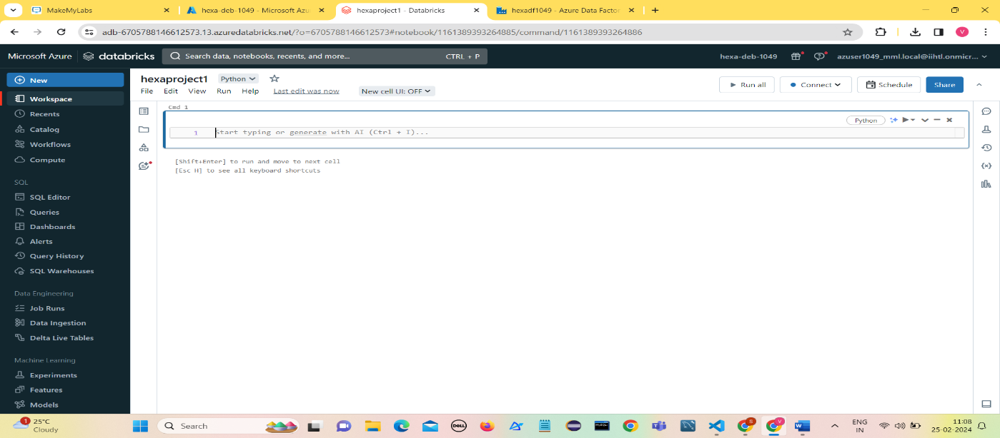 MakeMyLabs
hexa-deb-1049 - Microsoft Azu
hexaproject1 - Databricks
hexadf1049 - Azure Data Factor
adb-6705788146612573.13.azuredatabricks.net/?o=6705788146612573#notebook/1161389393264885/command/1161389393264886
V
Microsoft Azure
databricks
Search data, notebooks, recents, and more...
CTRL + P
hexa-deb-1049
azuser1049_mml.local@iihtl.onmicr...
New
Workspace
Recents
Catalog
Workflows
Compute
SQL
SQL Editor
Queries
Dashboards
Alerts
Query History
SQL Warehouses
Data Engineering
Job Runs
Data Ingestion
Delta Live Tables
Machine Learning
Experiments
Features
Models
hexaproject1
Python
File Edit View Run Help Last edit was now New cell UI: OFF
Run all
Connect
Schedule
Share
Cmd 1
Python
1 Start typing or generate with AI (Ctrl + I)...
[Shift+Enter] to run and move to next cell
[Esc H] to see all keyboard shortcuts
1
25°C
Cloudy
Search
DELL
ENG
IN
11:08
25-02-2024